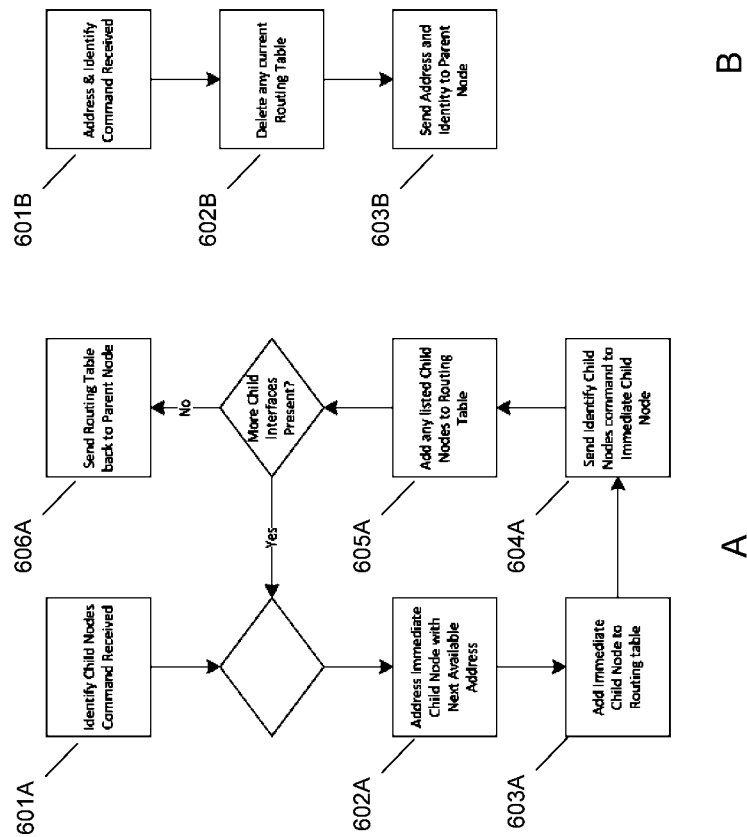 601A
Identify Child Nodes
Command Received
602A
Address Immediate
Child Node with
Next Available
Address
603A
Add Immediate
Child Node to
Routing table
604A
Send Identify Child
Nodes command to
Immediate Child
Node
605A
Add any listed Child
Nodes to Routing
Table
More Child
Interfaces
Present?
Yes
No
606A
Send Routing Table
back to Parent Node
A
601B
Address & Identify
Command Received
602B
Delete any current
Routing Table
603B
Send Address and
Identity to Parent
Node
B